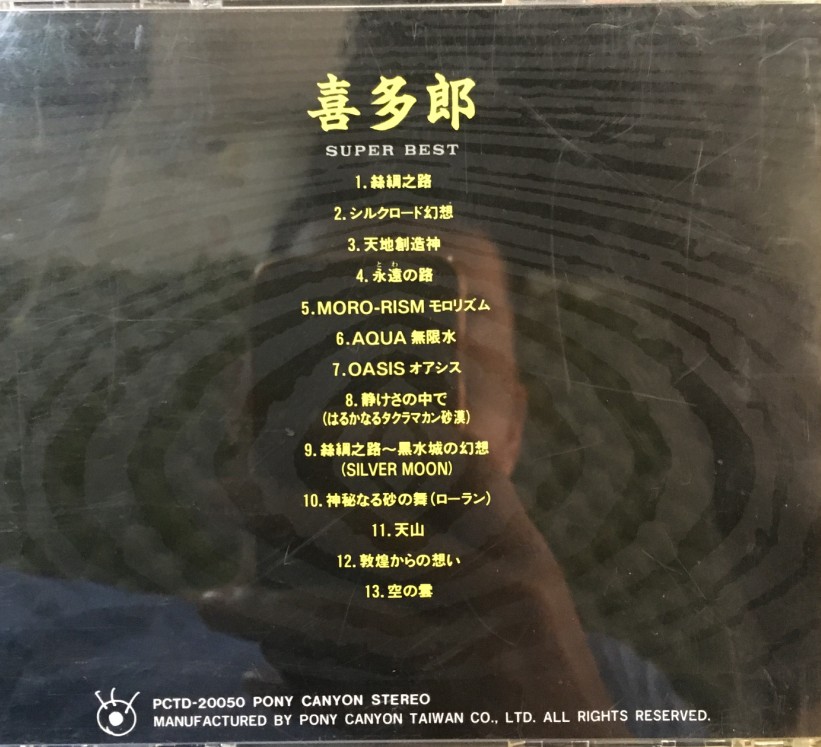 喜多郎
SUPER BEST
1.絲綢之路
2.シルクロード幻想
3.天地創造神
とわ
4.永遠の路
5.MORO-RISM モロリズム
6.AQUA 無限水
7.OASIS オアシス
8.静けさの中で
(はるかなるタクラマカン砂漠)
9.絲綢之路〜黒水城の幻想
(SILVER MOON)
10.神秘なる砂の舞(ローラン)
11.天山
12.敦煌からの想い
13.空の雲
PCTD-20050 PONY CANYON STEREO
MANUFACTURED BY PONY CANYON TAIWAN CO., LTD. ALL RIGHTS RESERVED.